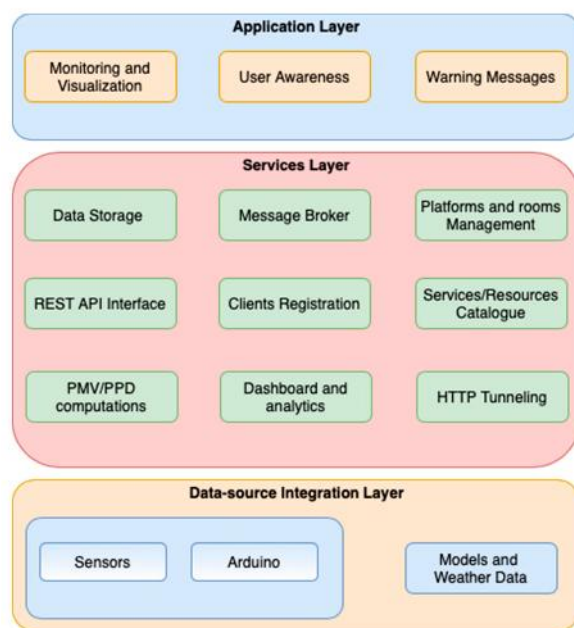 Application Layer
Monitoring and
Visualization
User Awareness
Warning Messages
Services Layer
Data Storage
Message Broker
Platforms and rooms
Management
REST API Interface
Clients Registration
Services/Resources
Catalogue
PMV/PPD
computations
Dashboard and
analytics
HTTP Tunneling
Data-source Integration Layer
Sensors
Arduino
Models and
Weather Data